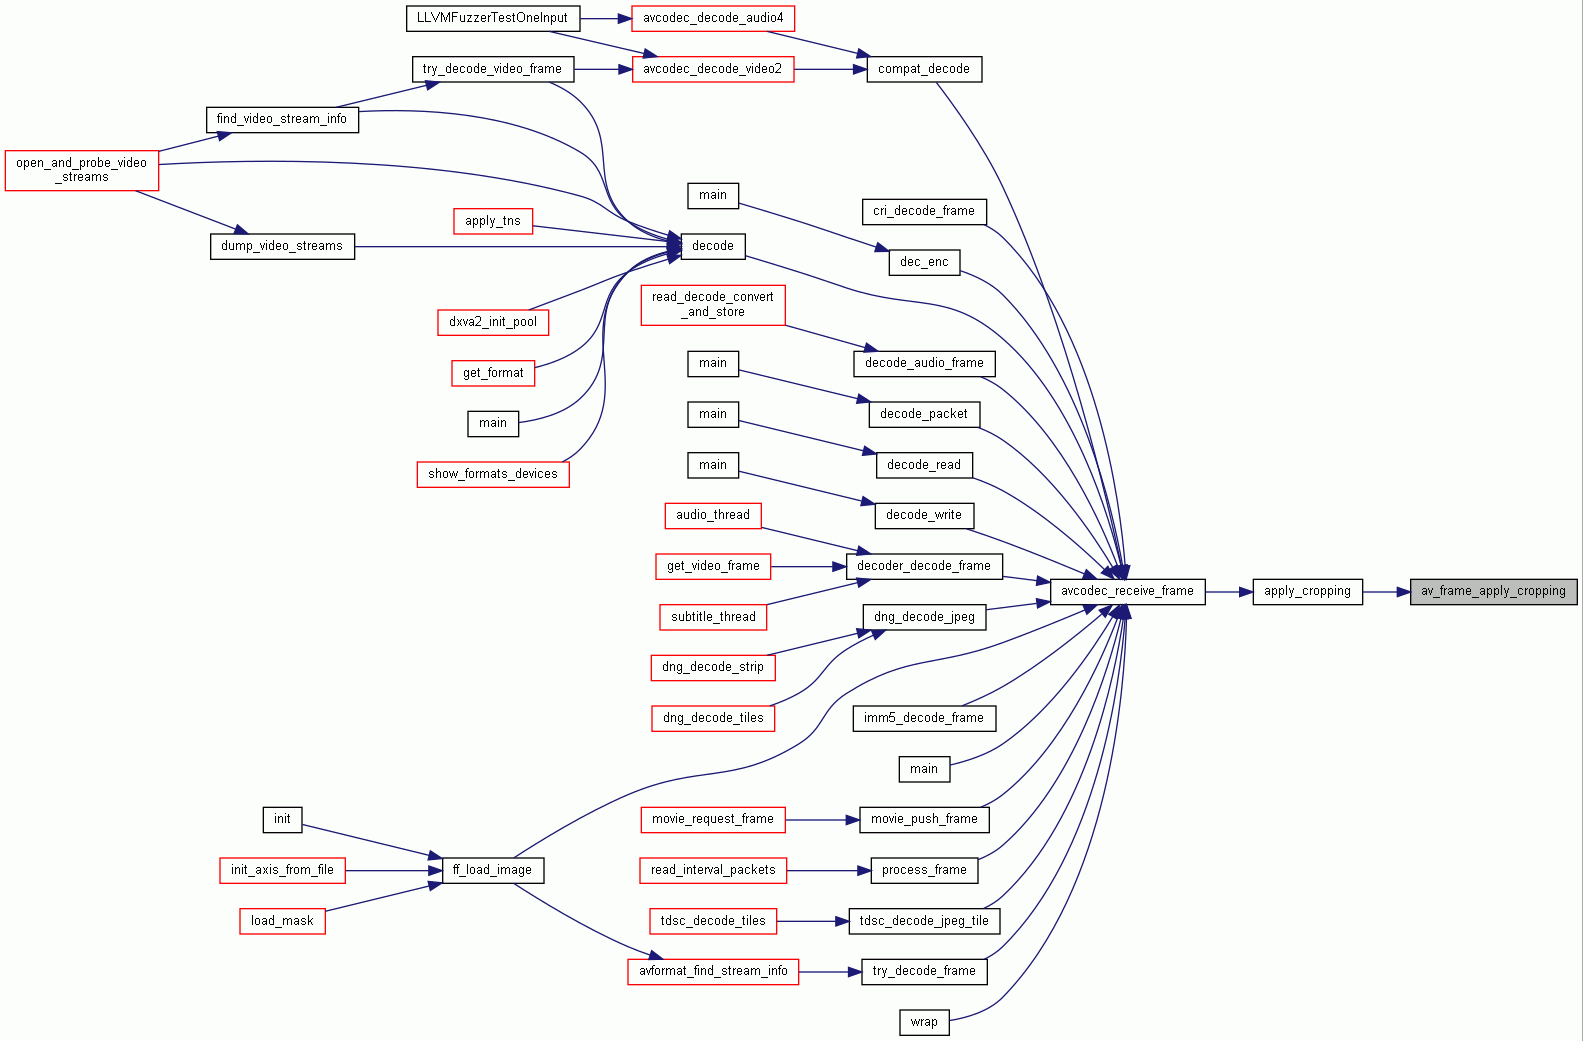 LLVMFuzzerTestOneInput
avcodec_decode_audio4
try_decode_video_frame
avcodec_decode_video2
compat_decode
find_video_stream_info
open_and_probe_video
_streams
main
cri_decode_frame
apply_tns
dump_video_streams
decode
dec_enc
read_decode_convert
_and_store
dxva2_init_pool
main
decode_audio_frame
get_format
main
decode_packet
main
main
decode_read
show_formats_devices
audio_thread
decode_write
get_video_frame
decoder_decode_frame
avcodec_receive_frame
apply_cropping
av_frame_apply_cropping
subtitle_thread
dng_decode_jpeg
dng_decode_strip
dng_decode_tiles
imm5_decode_frame
main
init
movie_request_frame
movie_push_frame
init_axis_from_file
ff_load_image
read_interval_packets
process_frame
load_mask
tdsc_decode_tiles
tdsc_decode_jpeg_tile
avformat_find_stream_info
try_decode_frame
wrap